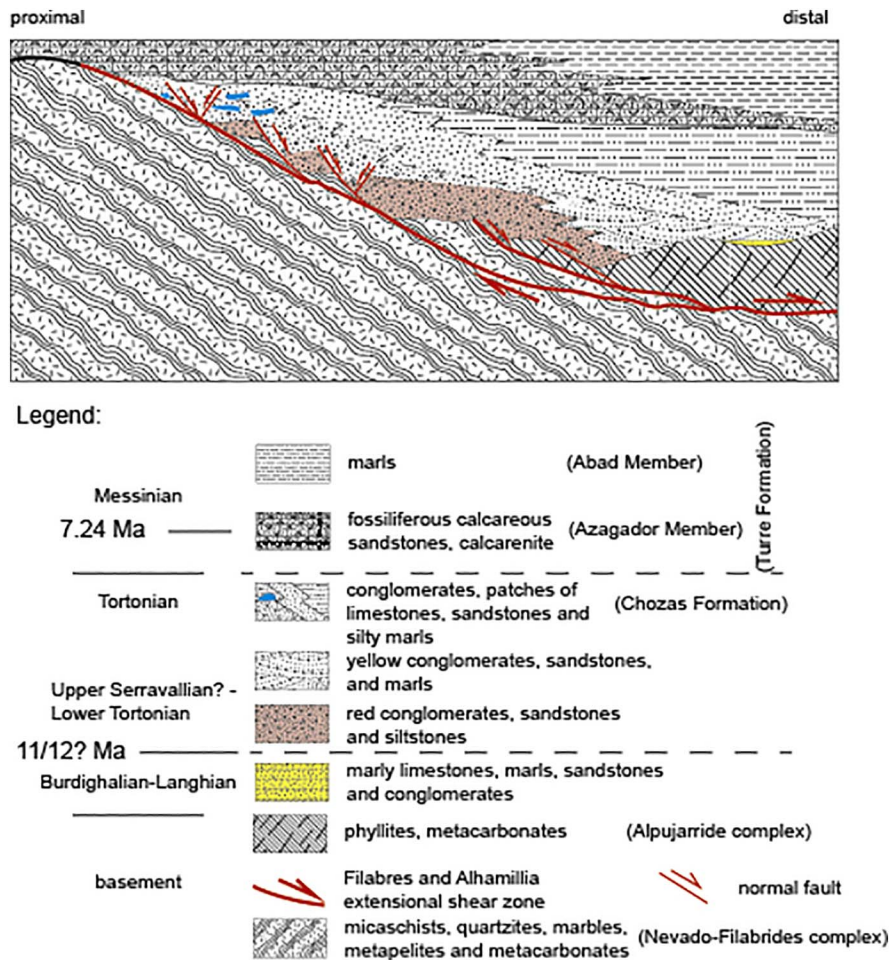 proximal distal
Legend:
marls (Abad Member)
Messinian
7.24 Ma
fossiliferous calcareous
sandstones, calcarenite (Azagador Member)
(Turre Formation)
Tortonian
conglomerates, patches of
limestones, sandstones and
silty marls
(Chozas Formation)
yellow conglomerates, sandstones,
and marls
Upper Serravallian? -
Lower Tortonian
red conglomerates, sandstones
and siltstones
11/12? Ma
Burdighalian-Langhian
marly limestones, marls, sandstones
and conglomerates
phyllites, metacarbonates (Alpujarride complex)
basement
Filabres and Alhamillia
extensional shear zone
normal fault
micaschists, quartzites, marbles,
metapelites and metacarbonates (Nevado-Filabrides complex)